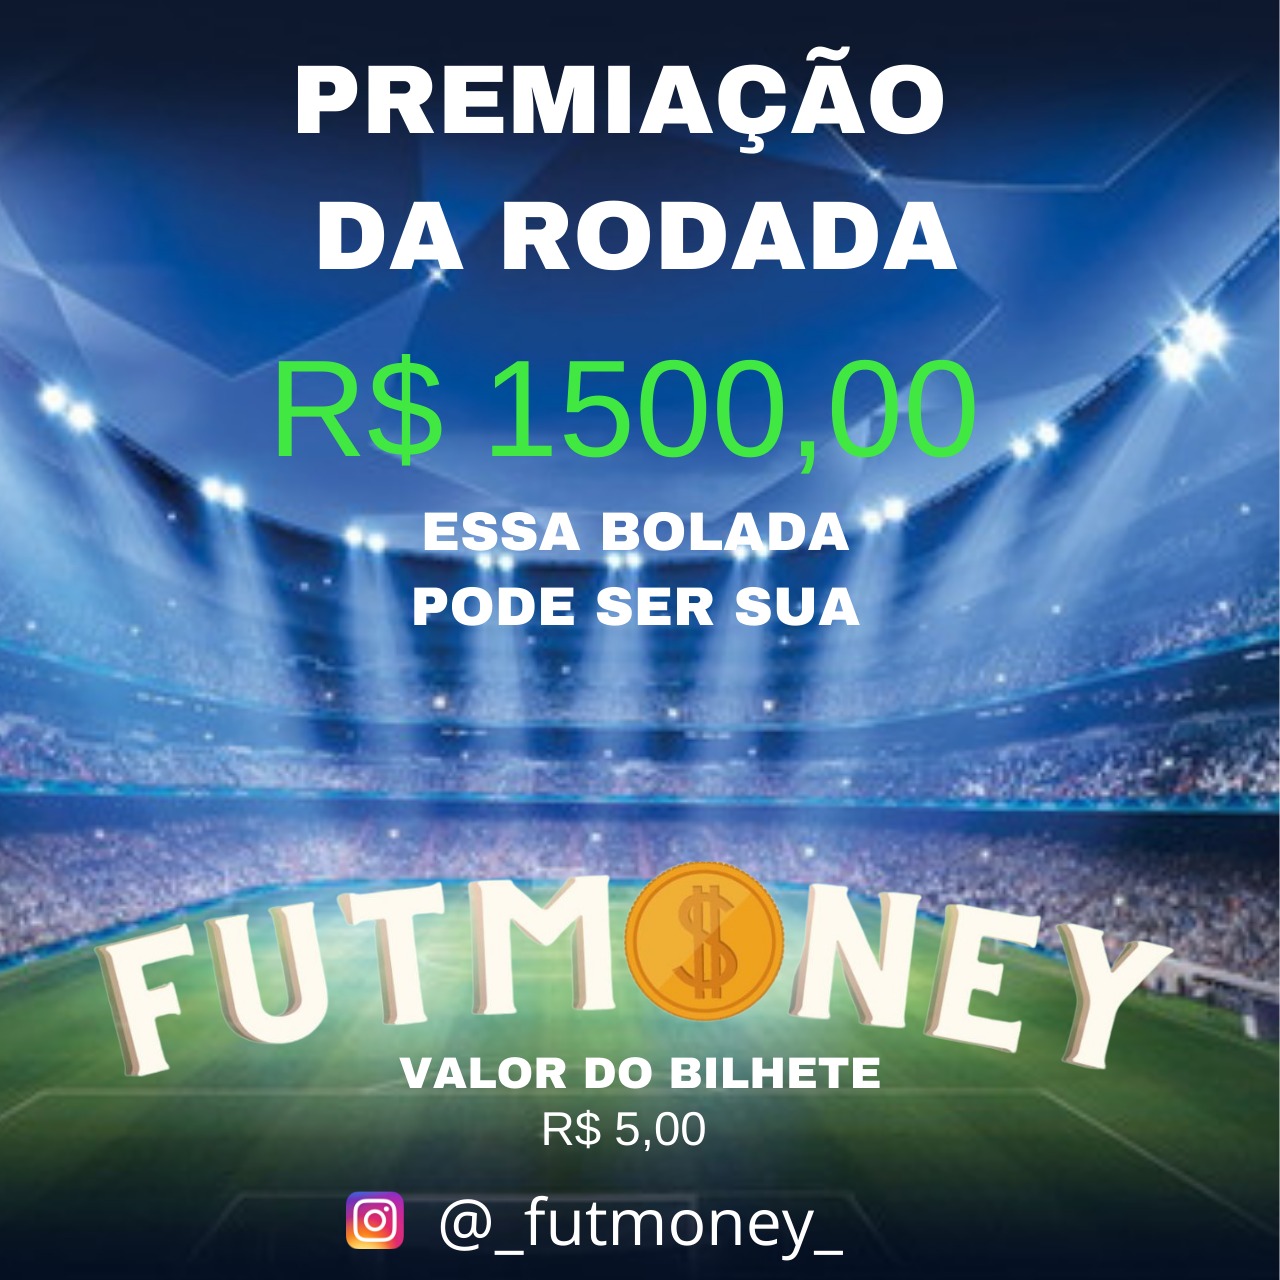 PREMIAÇÃO
DA RODADA
R$ 1500,00
ESSA BOLADA
PODE SER SUA
FUTMONEY
VALOR DO BILHETE
R$ 5,00
@_futmoney_